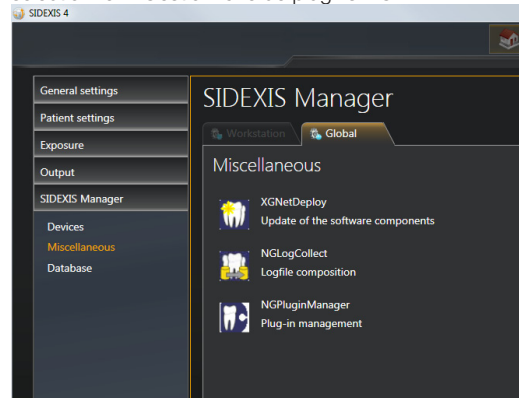 SIDEXIS 4
General settings
Patient settings
Exposure
Output
SIDEXIS Manager
Devices
Miscellaneous
Database
SIDEXIS Manager
Workstation
Global
Miscellaneous
XGNetDeploy
Update of the software components
NGLogCollect
Logfile composition
NGPluginManager
Plug-in management